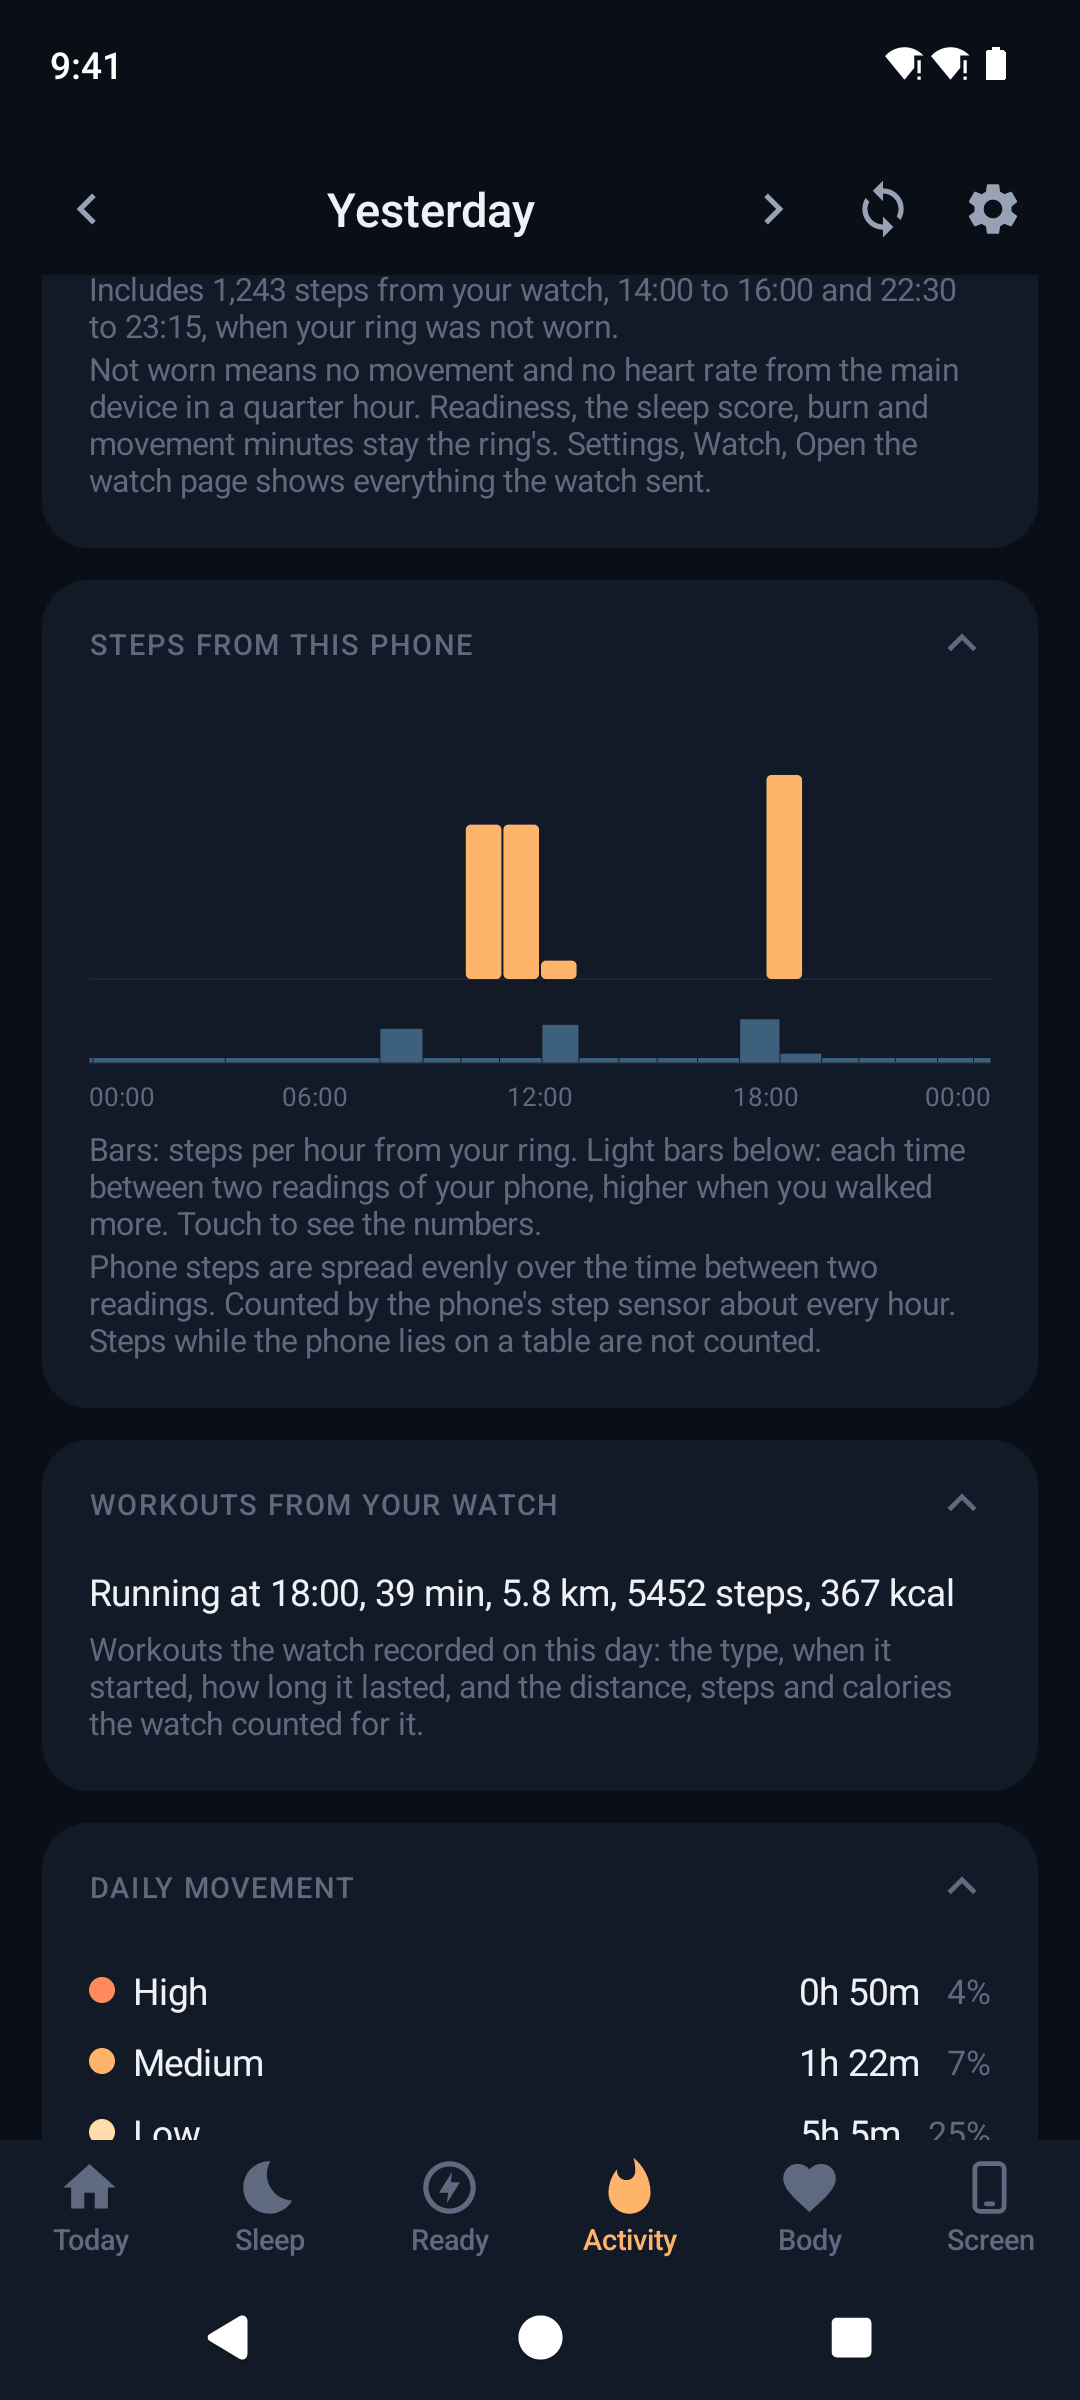 9:41
Yesterday
Includes 1,243 steps from your watch, 14:00 to 16:00 and 22:30
to 23:15, when your ring was not worn.
Not worn means no movement and no heart rate from the main
device in a quarter hour. Readiness, the sleep score, burn and
movement minutes stay the ring's. Settings, Watch, Open the
watch page shows everything the watch sent.
STEPS FROM THIS PHONE
00:00 06:00 12:00 18:00 00:00
Bars: steps per hour from your ring. Light bars below: each time
between two readings of your phone, higher when you walked
more. Touch to see the numbers.
Phone steps are spread evenly over the time between two
readings. Counted by the phone's step sensor about every hour.
Steps while the phone lies on a table are not counted.
WORKOUTS FROM YOUR WATCH
Running at 18:00, 39 min, 5.8 km, 5452 steps, 367 kcal
Workouts the watch recorded on this day: the type, when it
started, how long it lasted, and the distance, steps and calories
the watch counted for it.
DAILY MOVEMENT
High 0h 50m 4%
Medium 1h 22m 7%
Low 5h 5m 25%
Today Sleep Ready Activity Body Screen